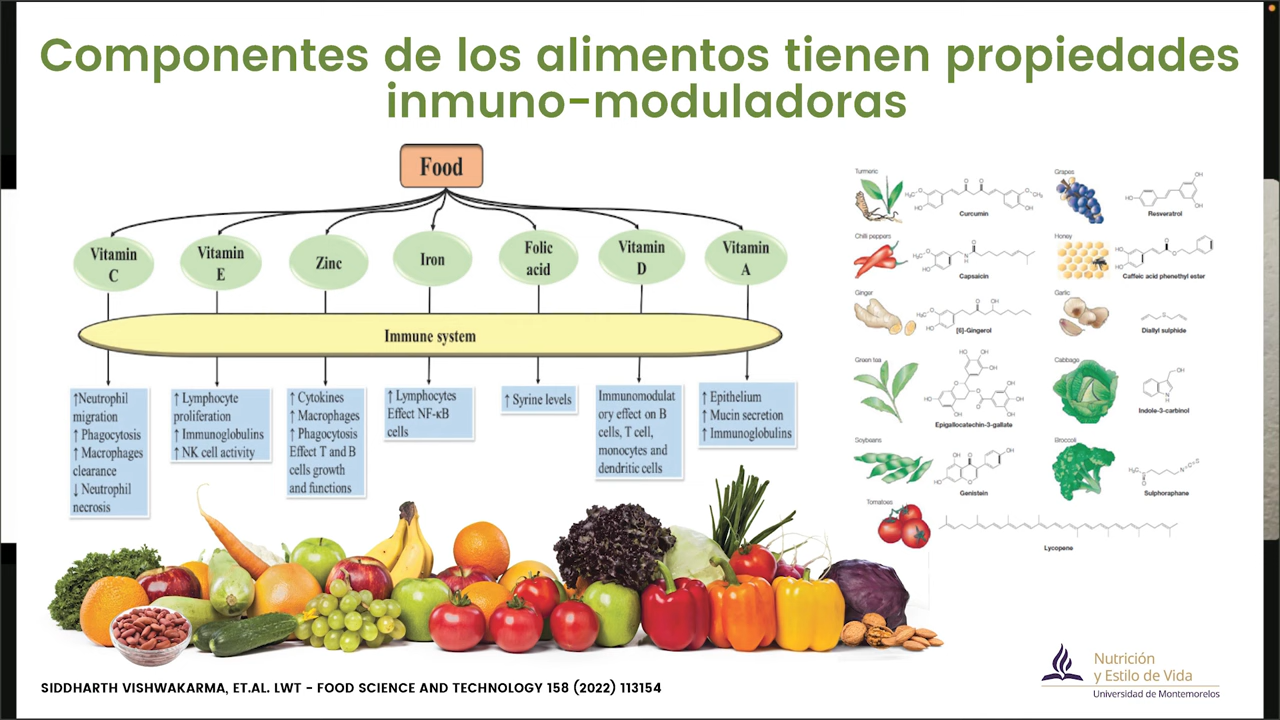 Componentes de los alimentos tienen propiedades
inmuno-moduladoras
Food
Vitamin
C
Vitamin
E
Zinc
Iron
Folic
acid
Vitamin
D
Vitamin
A
Immune system
↑Neutrophil
migration
↑ Phagocytosis
↑ Macrophages
clearance
↓ Neutrophil
necrosis
↑ Lymphocyte
proliferation
↑ Immunoglobulins
↑ NK cell activity
↑ Cytokines
↑ Macrophages
↑ Phagocytosis
Effect T and B
cells growth
and functions
↑ Lymphocytes
Effect NF-κB
cells
↑ Syrine levels
Immunomodulat
ory effect on B
cells, T cell,
monocytes and
dendritic cells
↑ Epithelium
↑ Mucin secretion
↑ Immunoglobulins
Turmeric
Curcumin
Grapes
Resveratrol
Chilli peppers
Capsaicin
Honey
Caffeic acid phenethyl ester
Ginger
[6]-Gingerol
Garlic
Diallyl sulphide
Green tea
Epigallocatechin-3-gallate
Cabbage
Indole-3-carbinol
Soybeans
Genistein
Broccoli
Sulphoraphane
Tomatoes
Lycopene
SIDDHARTH VISHWAKARMA, ET.AL. LWT - FOOD SCIENCE AND TECHNOLOGY 158 (2022) 113154
Nutrición
y Estilo de Vida
Universidad de Montemorelos